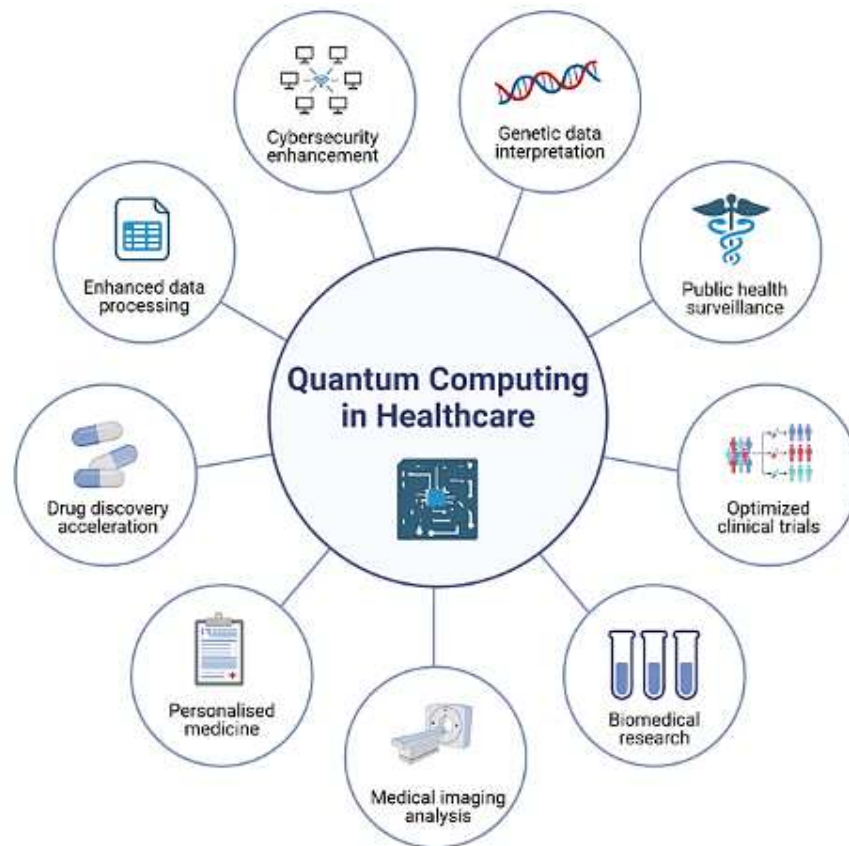 Cybersecurity
enhancement
Genetic data
interpretation
Enhanced data
processing
Public health
surveillance
Quantum Computing
in Healthcare
Drug discovery
acceleration
Optimized
clinical trials
Personalised
medicine
Biomedical
research
Medical imaging
analysis